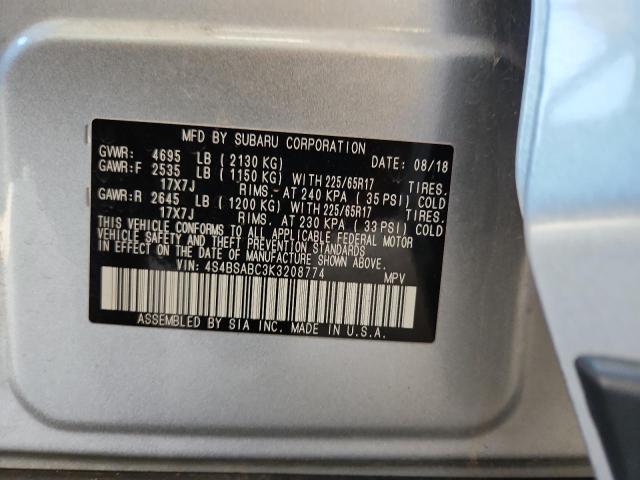 MFD BY SUBARU CORPORATION
GVWR: 4695 LB ( 2130 KG) DATE: 08/18
GAWR:F 2535 LB ( 1150 KG) WITH 225/65R17 TIRES.
17X7J RIMS. AT 240 KPA ( 35 PSI) COLD
GAWR:R 2645 LB ( 1200 KG) WITH 225/65R17 TIRES.
17X7J RIMS. AT 230 KPA ( 33 PSI) COLD
THIS VEHICLE CONFORMS TO ALL APPLICABLE FEDERAL MOTOR
VEHICLE SAFETY, BUMPER, AND THEFT PREVENTION STANDARDS
IN EFFECT ON THE DATE OF MANUFACTURE SHOWN ABOVE.
VIN: 4S4BSABC3K3208774 MPV
ASSEMBLED BY SIA INC. MADE IN U.S.A.